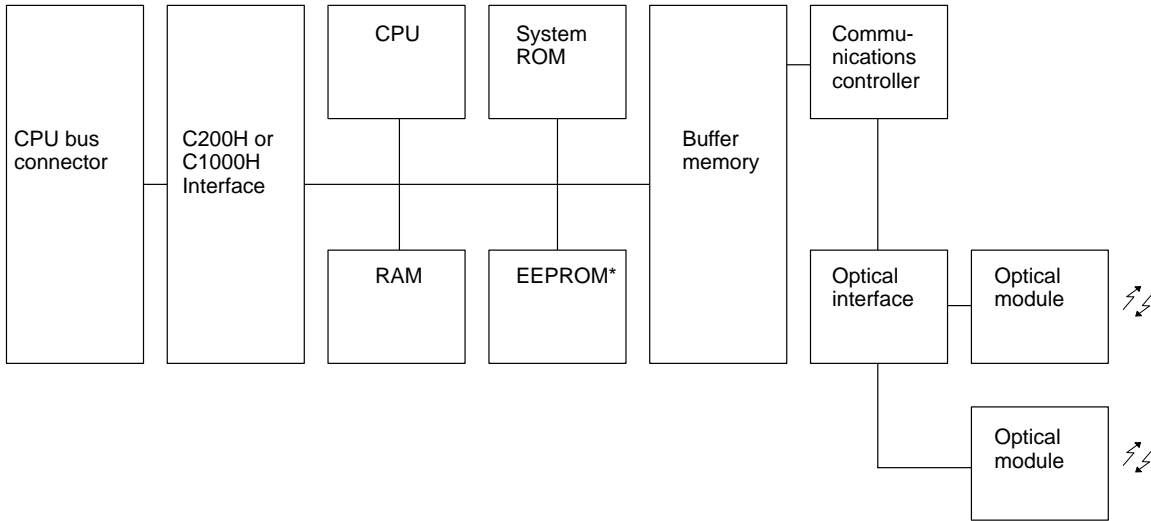 CPU bus
connector
C200H or
C1000H
Interface
CPU
System
ROM
RAM
EEPROM*
Buffer
memory
Commu-
nications
controller
Optical
interface
Optical
module
Optical
module